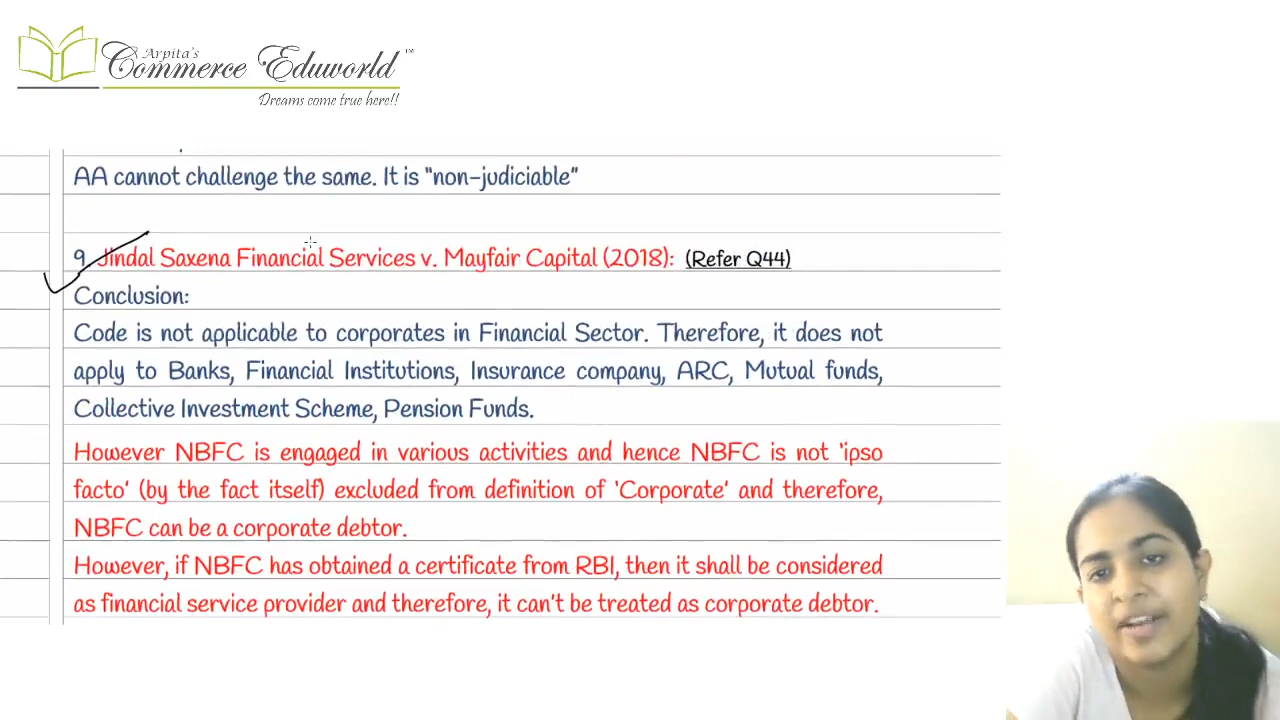 Arpita's
Commerce Eduworld™
Dreams come true here!!
AA cannot challenge the same. It is "non-judiciable"
9. Jindal Saxena Financial Services v. Mayfair Capital (2018): (Refer Q44)
Conclusion:
Code is not applicable to corporates in Financial Sector. Therefore, it does not
apply to Banks, Financial Institutions, Insurance company, ARC, Mutual funds,
Collective Investment Scheme, Pension Funds.
However NBFC is engaged in various activities and hence NBFC is not 'ipso
facto' (by the fact itself) excluded from definition of 'Corporate' and therefore,
NBFC can be a corporate debtor.
However, if NBFC has obtained a certificate from RBI, then it shall be considered
as financial service provider and therefore, it can't be treated as corporate debtor.